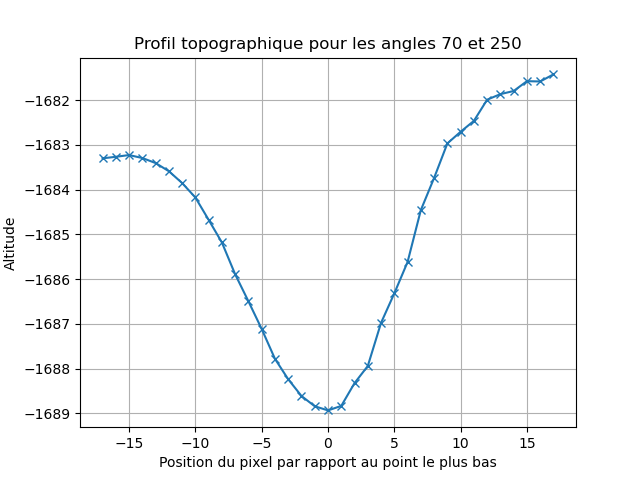 Profil topographique pour les angles 70 et 250
Altitude
−1682
−1683
−1684
−1685
−1686
−1687
−1688
−1689
−15 −10 −5 0 5 10 15
Position du pixel par rapport au point le plus bas